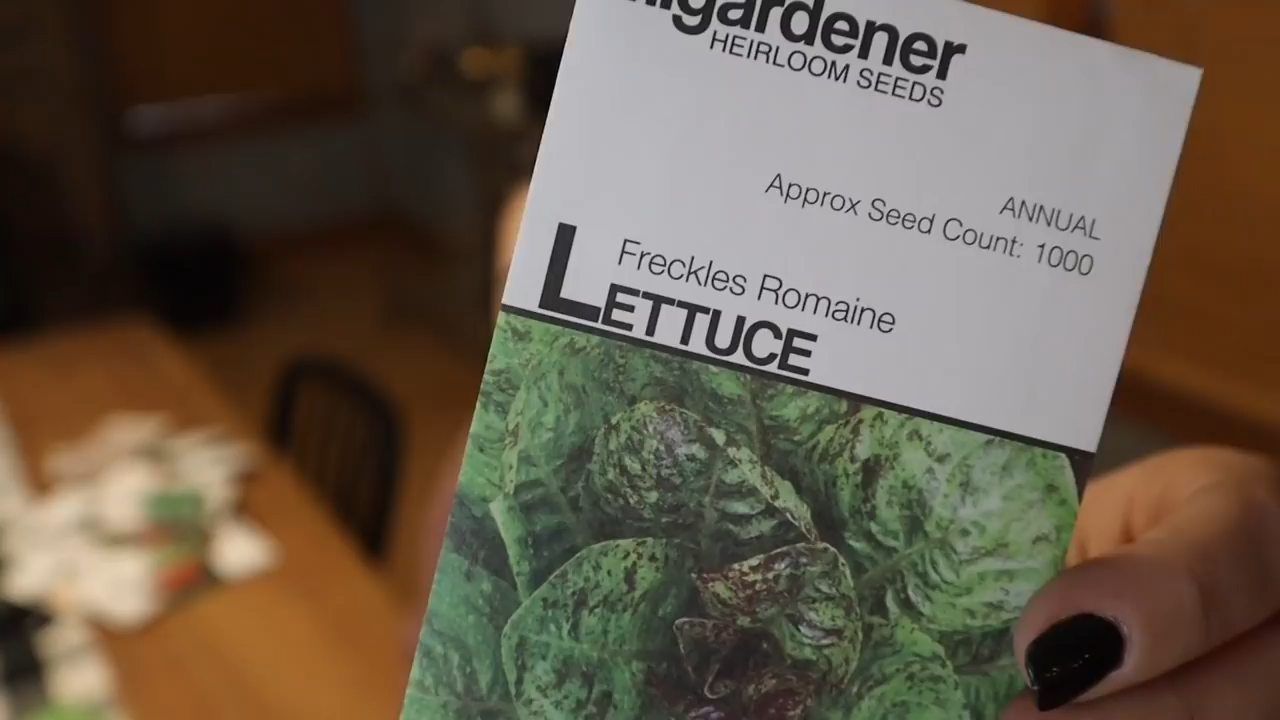 HEIRLOOM SEEDS
ANNUAL
Approx Seed Count: 1000
Freckles Romaine
LETTUCE